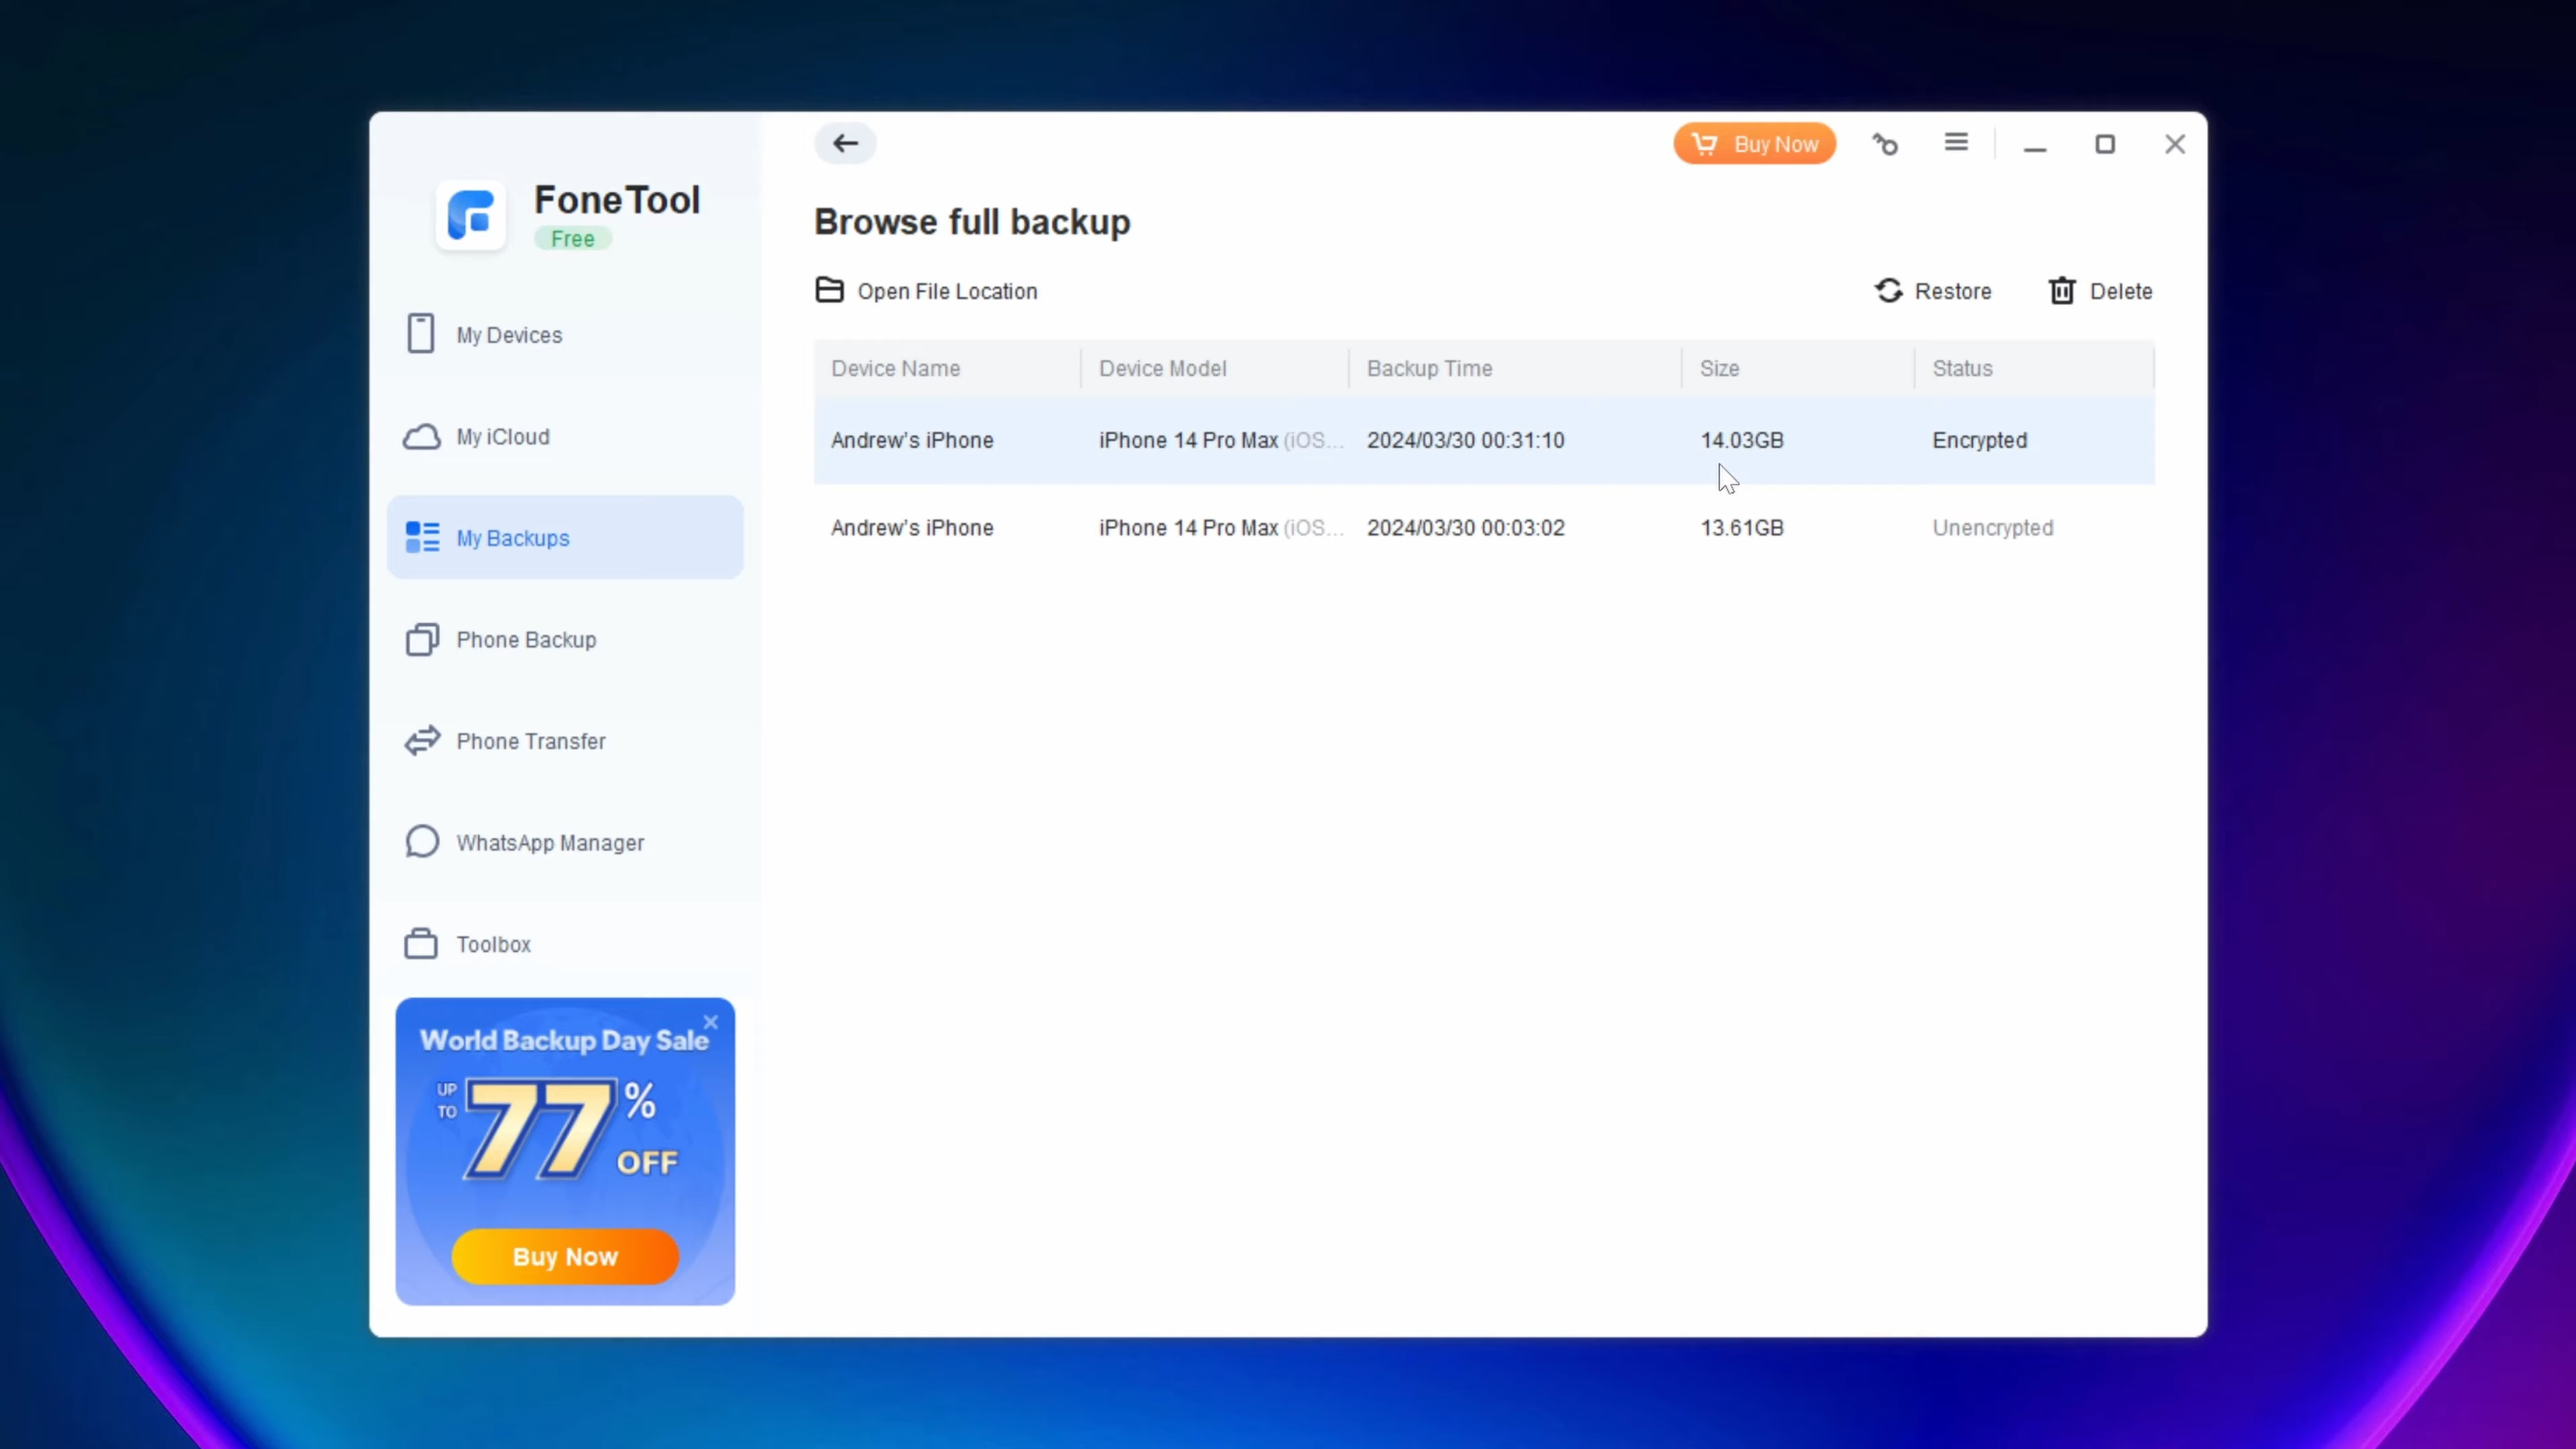 FoneTool
Free
My Devices
My iCloud
My Backups
Phone Backup
Phone Transfer
WhatsApp Manager
Toolbox
World Backup Day Sale
UP TO 77% OFF
Buy Now
Buy Now
Browse full backup
Open File Location
Restore
Delete
Device Name Device Model Backup Time Size Status
Andrew's iPhone iPhone 14 Pro Max (iOS... 2024/03/30 00:31:10 14.03GB Encrypted
Andrew's iPhone iPhone 14 Pro Max (iOS... 2024/03/30 00:03:02 13.61GB Unencrypted